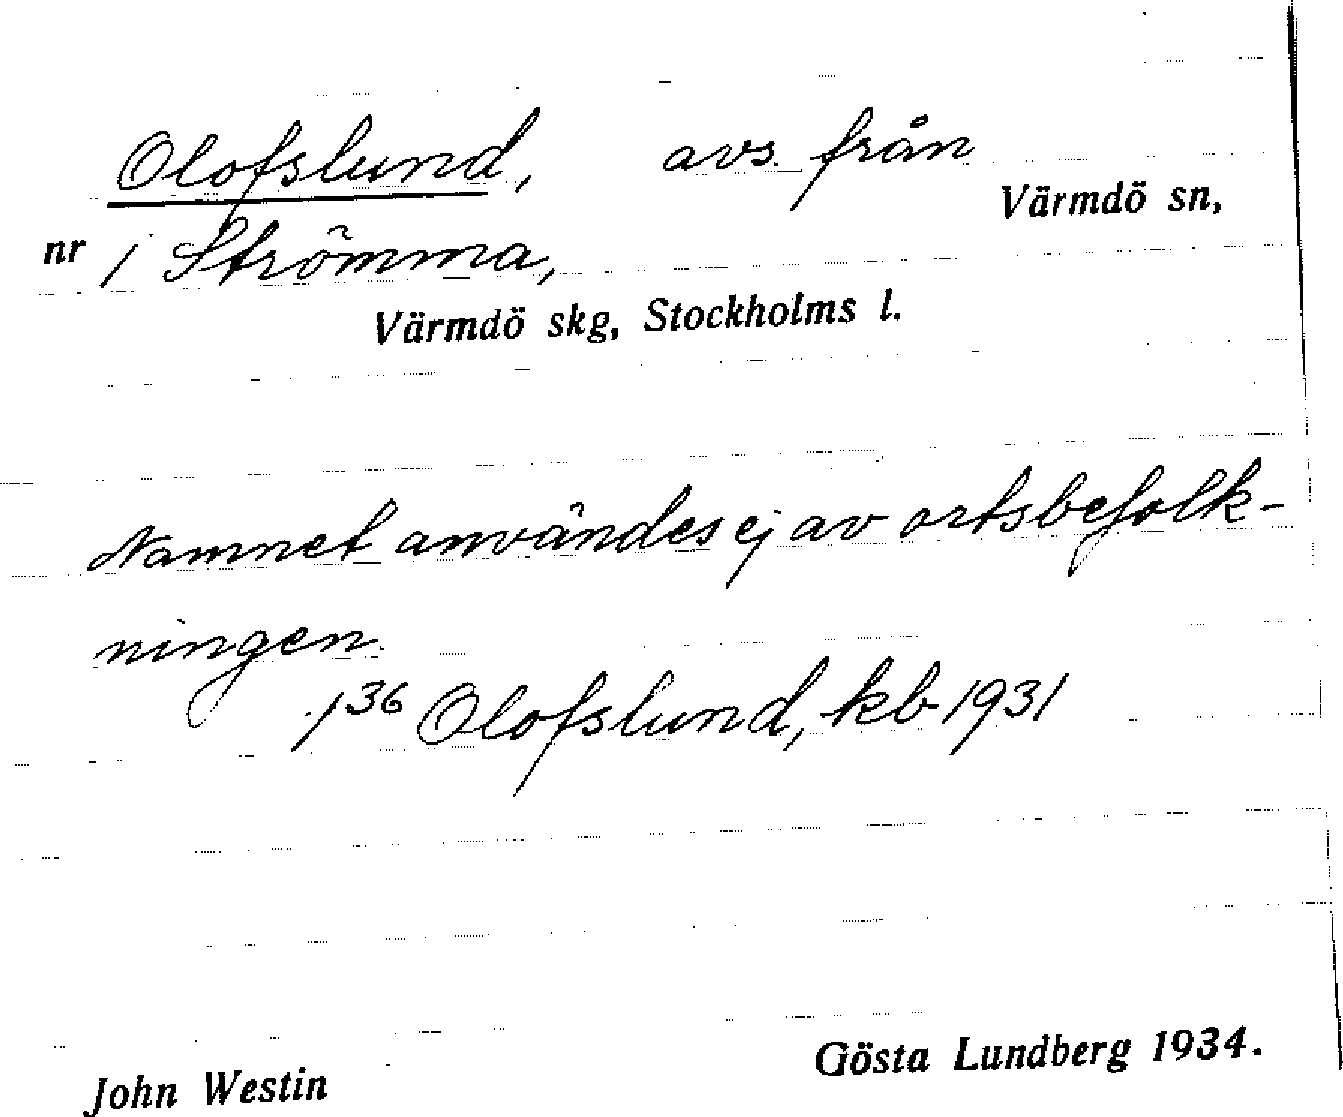 Olofslund, avs. från
Värmdö sn,
nr 1 Strömma,
Värmdö skg, Stockholms l.
Namnet användes ej av ortsbefolk-
ningen.
1³⁶ Olofslund, kb 1931
John Westin
Gösta Lundberg 1934.